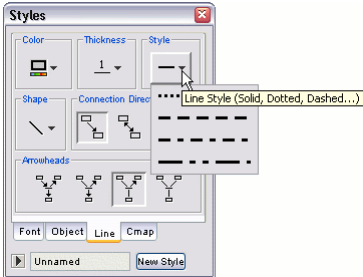 Styles
Color Thickness Style
1
Line Style (Solid, Dotted, Dashed...)
Shape Connection Direc
Arrowheads
Font Object Line Cmap
Unnamed New Style